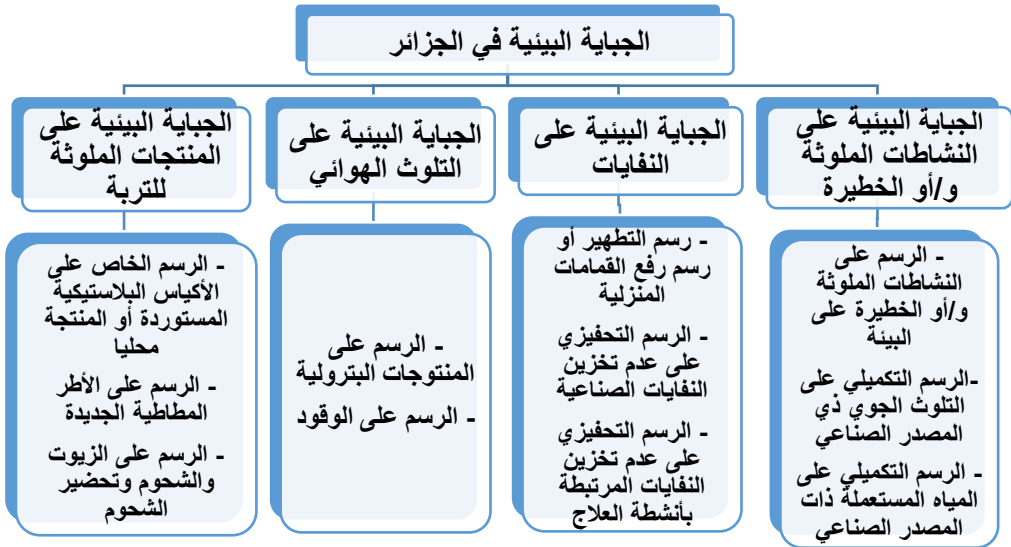 الجباية البيئية في الجزائر
الجباية البيئية على
النشاطات الملوثة
و/أو الخطيرة
- الرسم على
النشاطات الملوثة
و/أو الخطيرة على
البيئة
-الرسم التكميلي على
التلوث الجوي ذي
المصدر الصناعي
- الرسم التكميلي على
المياه المستعملة ذات
المصدر الصناعي
الجباية البيئية على
النفايات
- رسم التطهير أو
رسم رفع القمامات
المنزلية
- الرسم التحفيزي
على عدم تخزين
النفايات الصناعية
- الرسم التحفيزي
على عدم تخزين
النفايات المرتبطة
بأنشطة العلاج
الجباية البيئية على
التلوث الهوائي
- الرسم على
المنتوجات البترولية
- الرسم على الوقود
الجباية البيئية على
المنتجات الملوثة
للتربة
- الرسم الخاص على
الأكياس البلاستيكية
المستوردة أو المنتجة
محليا
- الرسم على الأطر
المطاطية الجديدة
- الرسم على الزيوت
والشحوم وتحضير
الشحوم